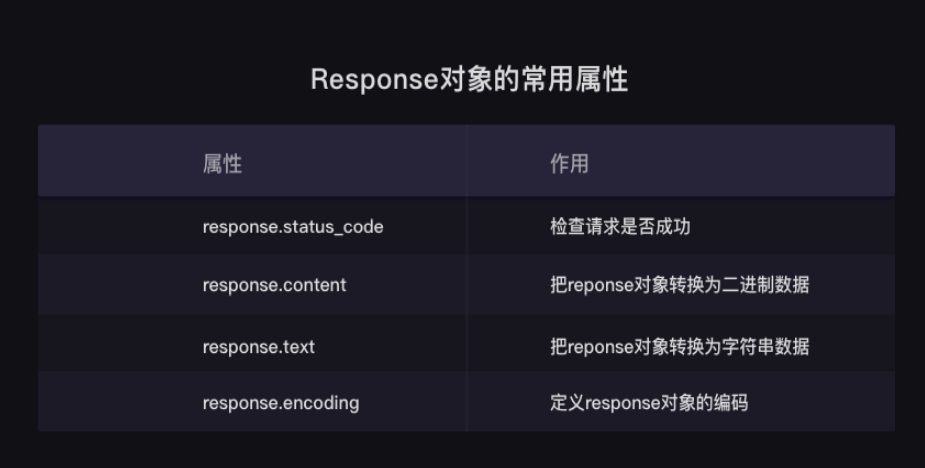 Response对象的常用属性
属性 作用
response.status_code 检查请求是否成功
response.content 把reponse对象转换为二进制数据
response.text 把reponse对象转换为字符串数据
response.encoding 定义response对象的编码